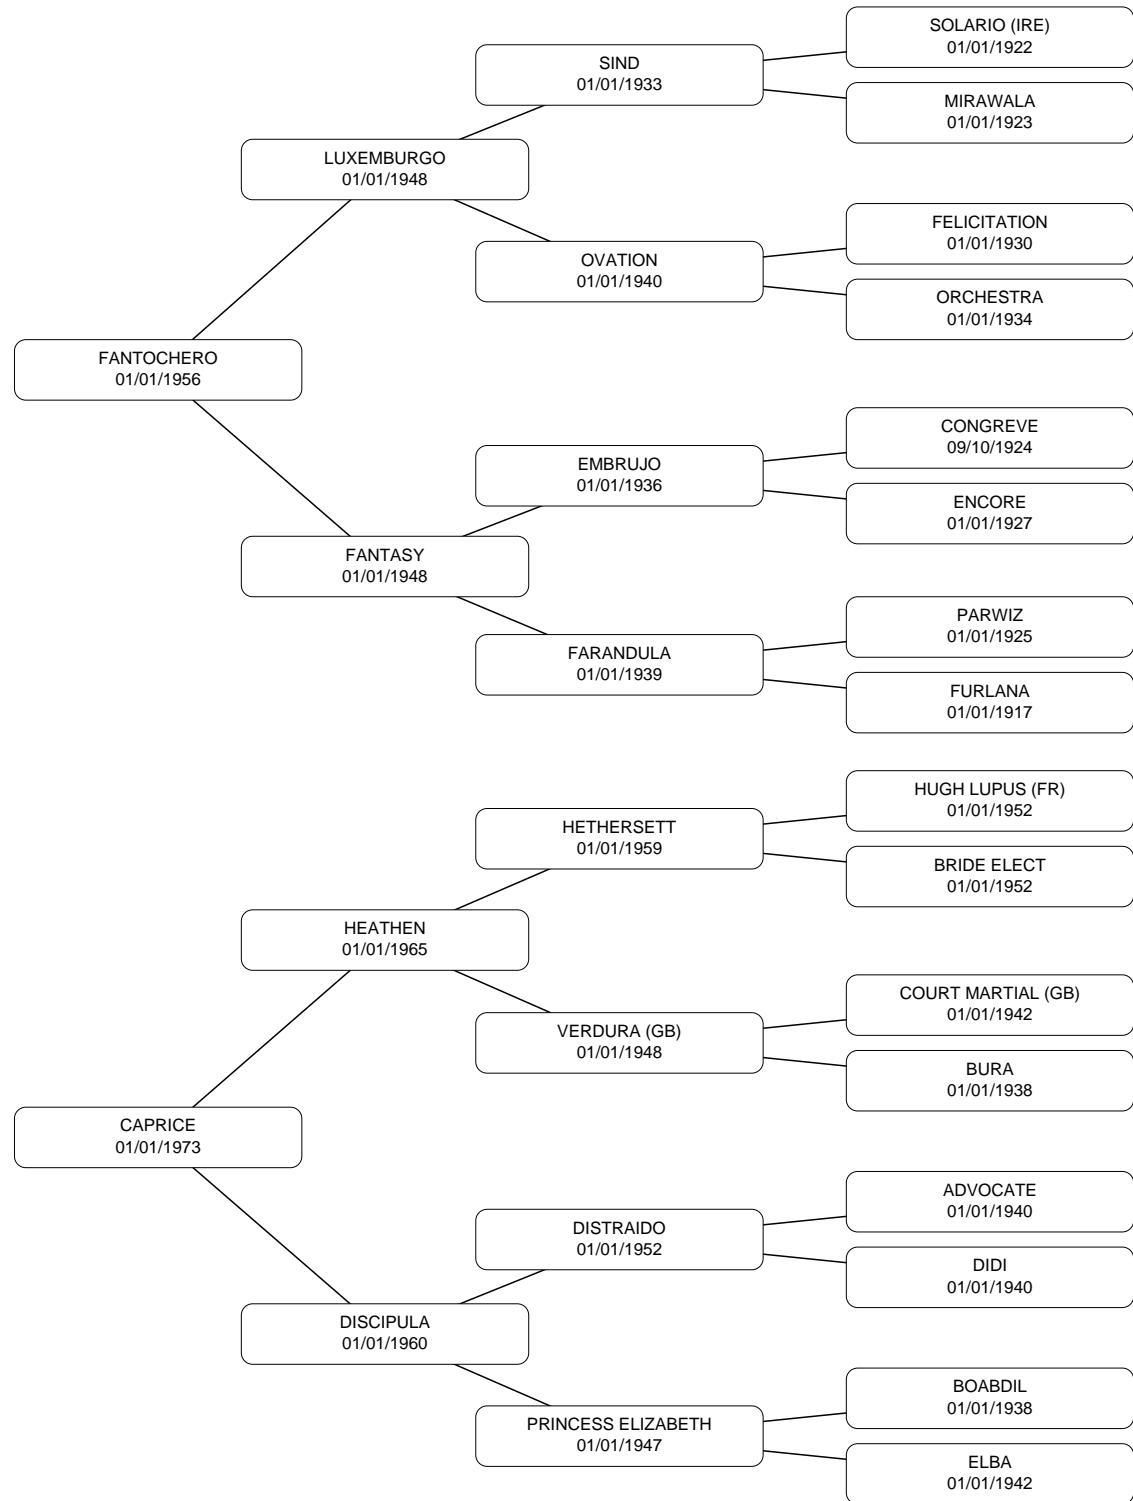 SOLARIO (IRE)
01/01/1922
SIND
01/01/1933
MIRAWALA
01/01/1923
LUXEMBURGO
01/01/1948
FELICITATION
01/01/1930
OVATION
01/01/1940
ORCHESTRA
01/01/1934
FANTOCHERO
01/01/1956
CONGREVE
09/10/1924
EMBRUJO
01/01/1936
ENCORE
01/01/1927
FANTASY
01/01/1948
PARWIZ
01/01/1925
FARANDULA
01/01/1939
FURLANA
01/01/1917
HUGH LUPUS (FR)
01/01/1952
HETHERSETT
01/01/1959
BRIDE ELECT
01/01/1952
HEATHEN
01/01/1965
COURT MARTIAL (GB)
01/01/1942
VERDURA (GB)
01/01/1948
BURA
01/01/1938
CAPRICE
01/01/1973
ADVOCATE
01/01/1940
DISTRAIDO
01/01/1952
DIDI
01/01/1940
DISCIPULA
01/01/1960
BOABDIL
01/01/1938
PRINCESS ELIZABETH
01/01/1947
ELBA
01/01/1942